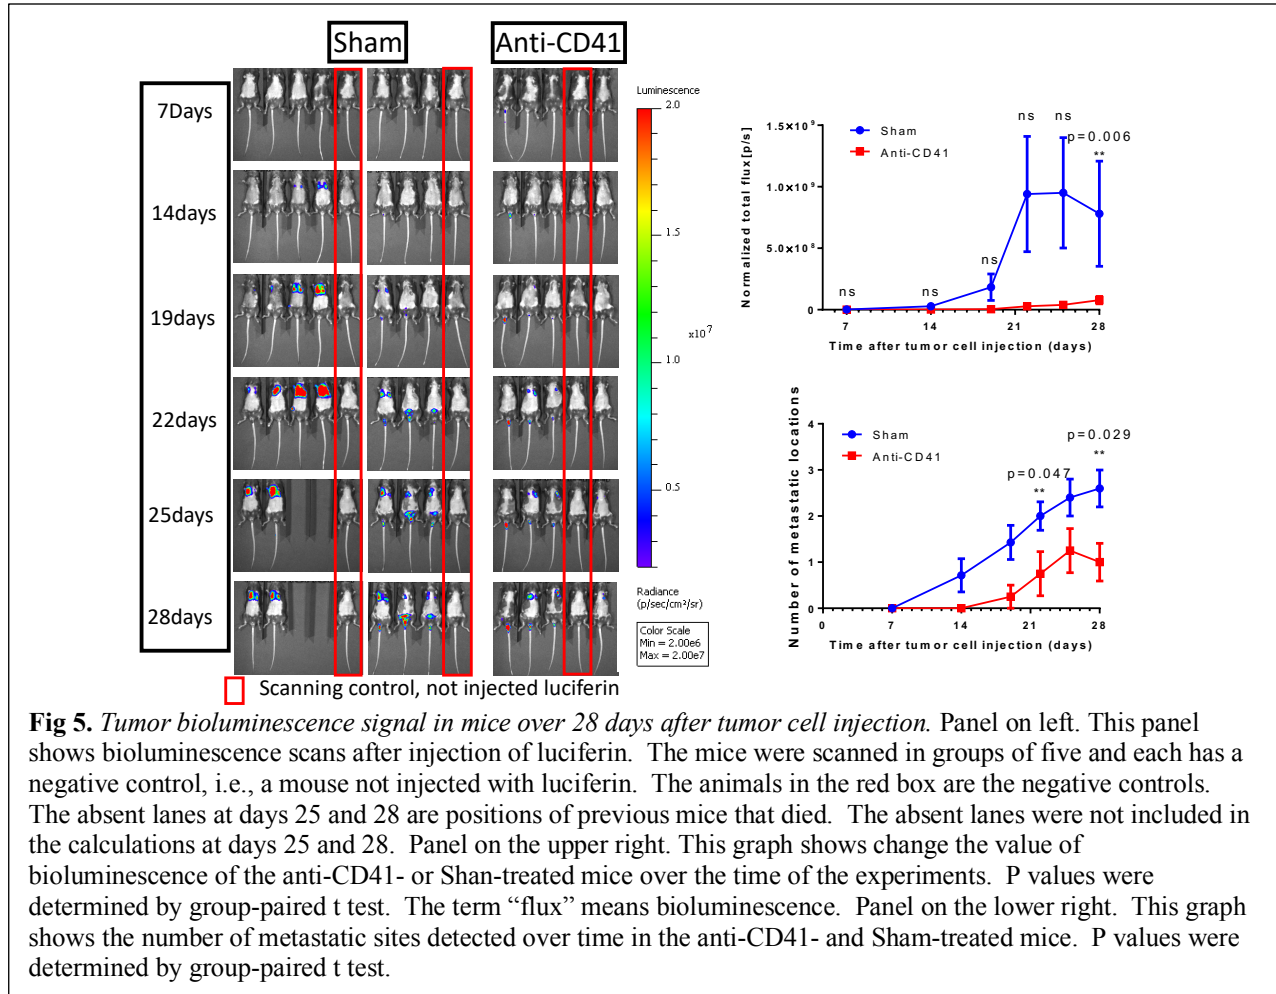 Sham
Anti-CD41
7Days
14days
19days
22days
25days
28days
Luminescence
2.0
1.5
x10⁷
1.0
0.5
Radiance
(p/sec/cm²/sr)
Color Scale
Min = 2.00e6
Max = 2.00e7
Scanning control, not injected luciferin
Normalized total flux[p/s]
1.5×10⁹
1.0×10⁹
5.0×10⁸
0
Sham
Anti-CD41
ns
ns
ns
ns
ns
p=0.006
**
7
14
21
28
Time after tumor cell injection (days)
Number of metastatic locations
4
3
2
1
0
Sham
Anti-CD41
p=0.047
**
p=0.029
**
0
7
14
21
28
Time after tumor cell injection (days)
Fig 5. Tumor bioluminescence signal in mice over 28 days after tumor cell injection. Panel on left. This panel
shows bioluminescence scans after injection of luciferin. The mice were scanned in groups of five and each has a
negative control, i.e., a mouse not injected with luciferin. The animals in the red box are the negative controls.
The absent lanes at days 25 and 28 are positions of previous mice that died. The absent lanes were not included in
the calculations at days 25 and 28. Panel on the upper right. This graph shows change the value of
bioluminescence of the anti-CD41- or Shan-treated mice over the time of the experiments. P values were
determined by group-paired t test. The term “flux” means bioluminescence. Panel on the lower right. This graph
shows the number of metastatic sites detected over time in the anti-CD41- and Sham-treated mice. P values were
determined by group-paired t test.